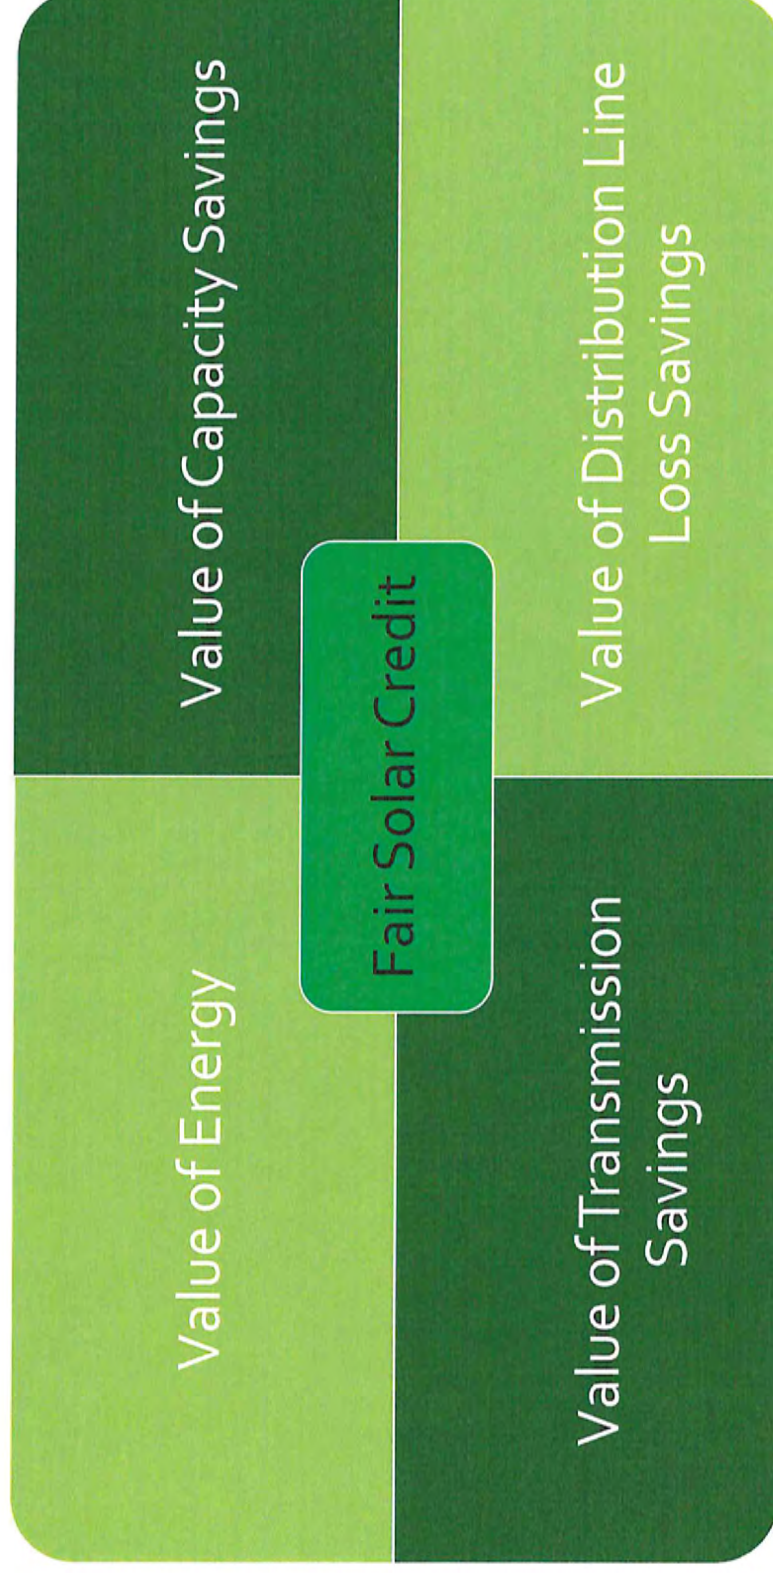 Value of Energy
Value of Capacity Savings
Fair Solar Credit
Value of Transmission
Savings
Value of Distribution Line
Loss Savings